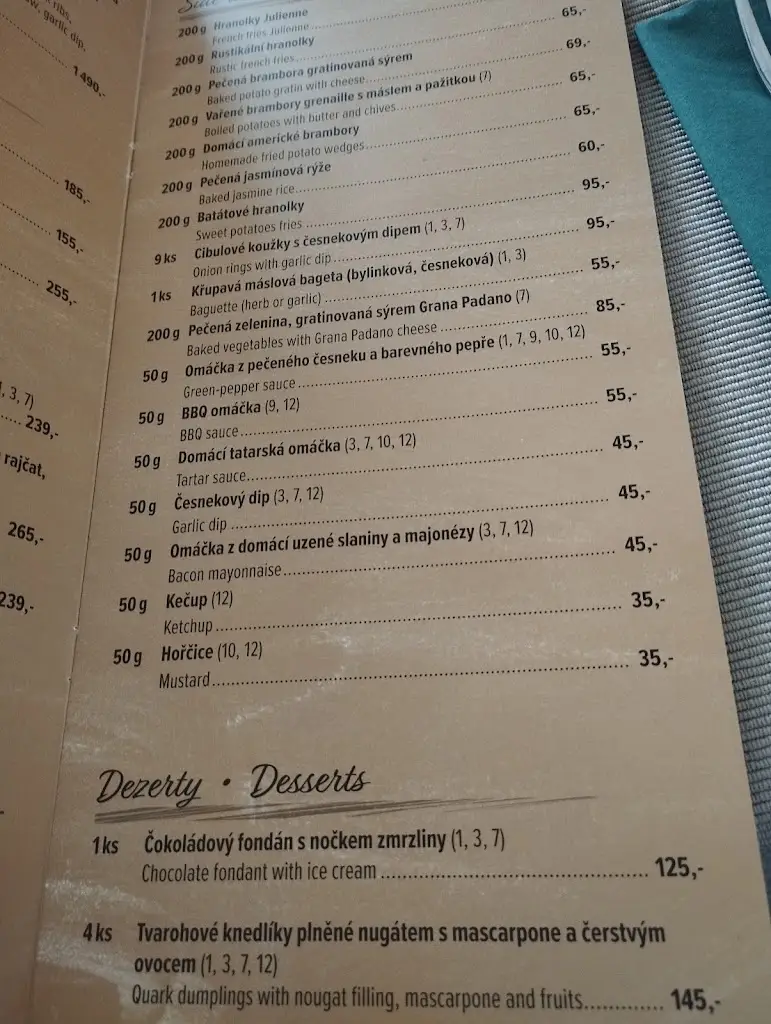 garlic dip,
1 490,-
185,-
155,-
255,-
, 3, 7)
239,-
rajčat,
265,-
239,-
200 g Hranolky Julienne
French fries Julienne
200 g Rustikální hranolky
Rustic french fries 65,-
200 g Pečená brambora gratinovaná sýrem
Baked potato gratin with cheese 69,-
200 g Vařené brambory grenaille s máslem a pažitkou (7)
Boiled potatoes with butter and chives 65,-
200 g Domácí americké brambory
Homemade fried potato wedges 65,-
200 g Pečená jasmínová rýže
Baked jasmine rice 60,-
200 g Batátové hranolky
Sweet potatoes fries 95,-
9 ks Cibulové koužky s česnekovým dipem (1, 3, 7)
Onion rings with garlic dip 95,-
1 ks Křupavá máslová bageta (bylinková, česneková) (1, 3)
Baguette (herb or garlic) 55,-
200 g Pečená zelenina, gratinovaná sýrem Grana Padano (7)
Baked vegetables with Grana Padano cheese 85,-
50 g Omáčka z pečeného česneku a barevného pepře (1, 7, 9, 10, 12)
Green-pepper sauce 55,-
50 g BBQ omáčka (9, 12)
BBQ sauce 55,-
50 g Domácí tatarská omáčka (3, 7, 10, 12)
Tartar sauce 45,-
50 g Česnekový dip (3, 7, 12)
Garlic dip 45,-
50 g Omáčka z domácí uzené slaniny a majonézy (3, 7, 12)
Bacon mayonnaise 45,-
50 g Kečup (12)
Ketchup 35,-
50 g Hořčice (10, 12)
Mustard 35,-
Dezerty • Desserts
1 ks Čokoládový fondán s nočkem zmrzliny (1, 3, 7)
Chocolate fondant with ice cream 125,-
4 ks Tvarohové knedlíky plněné nugátem s mascarpone a čerstvým
ovocem (1, 3, 7, 12)
Quark dumplings with nougat filling, mascarpone and fruits 145,-